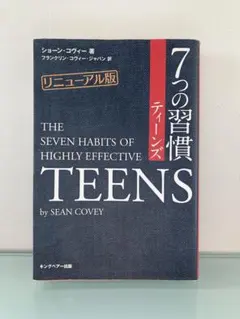 ショーン・コヴィー 著
フランクリン・コヴィー・ジャパン 訳
リニューアル版
7つの習慣
ティーンズ
THE
SEVEN HABITS OF
HIGHLY EFFECTIVE
TEENS
by SEAN COVEY
キングベアー出版